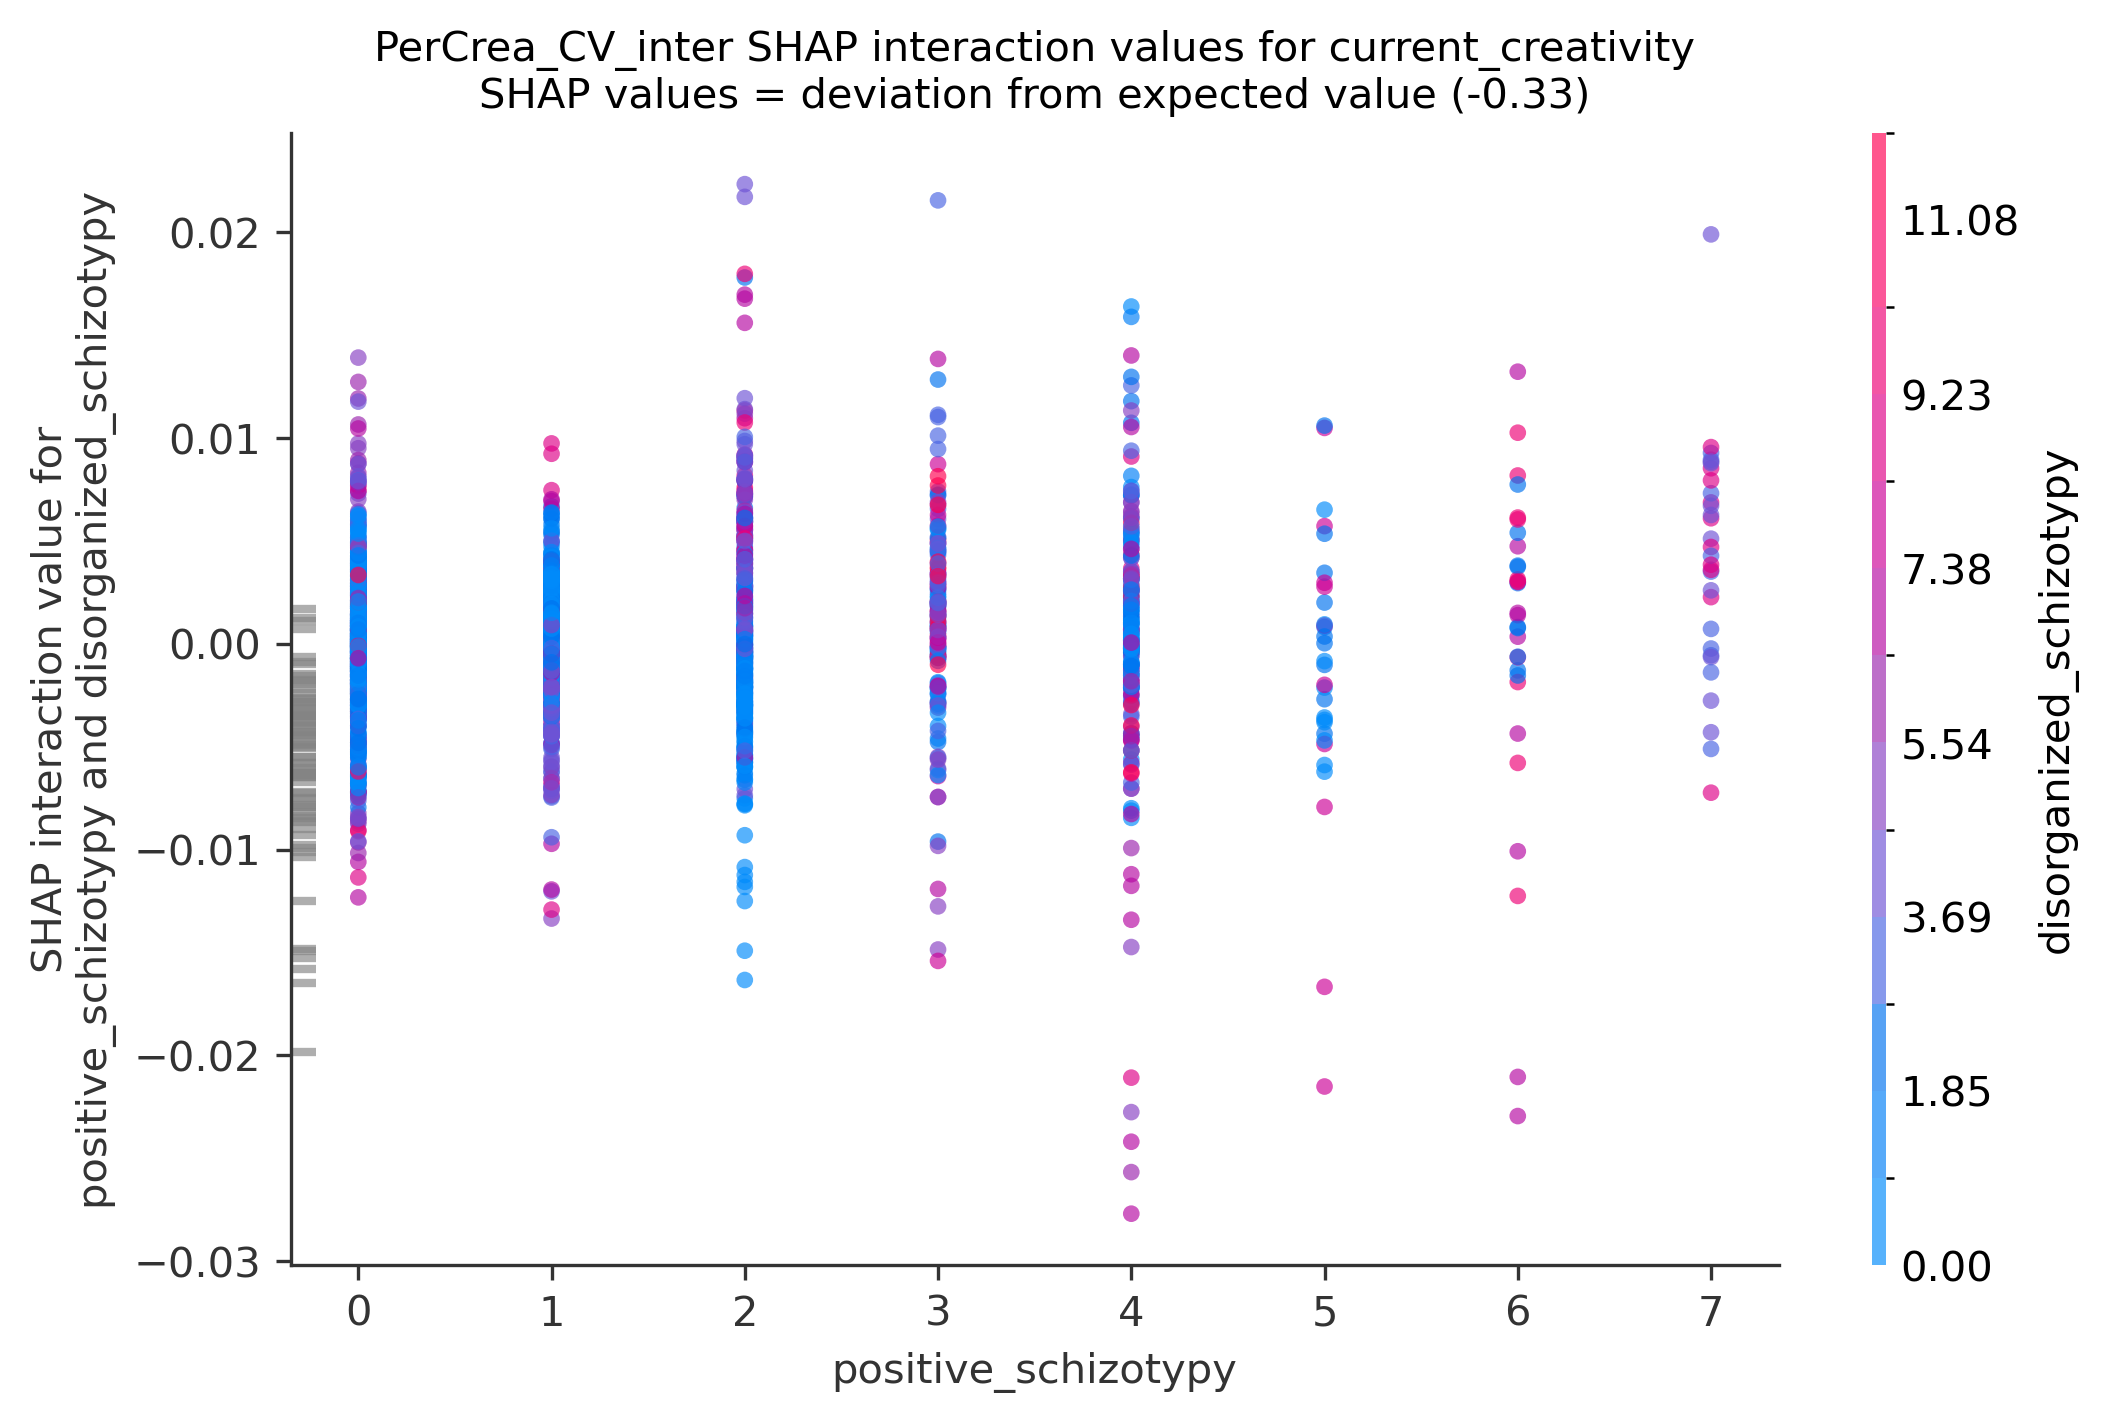 PerCrea_CV_inter SHAP interaction values for current_creativity
SHAP values = deviation from expected value (-0.33)
SHAP interaction value for
positive_schizotypy and disorganized_schizotypy
0.02
0.01
0.00
−0.01
−0.02
−0.03
0 1 2 3 4 5 6 7
positive_schizotypy
11.08
9.23
7.38
5.54
3.69
1.85
0.00
disorganized_schizotypy